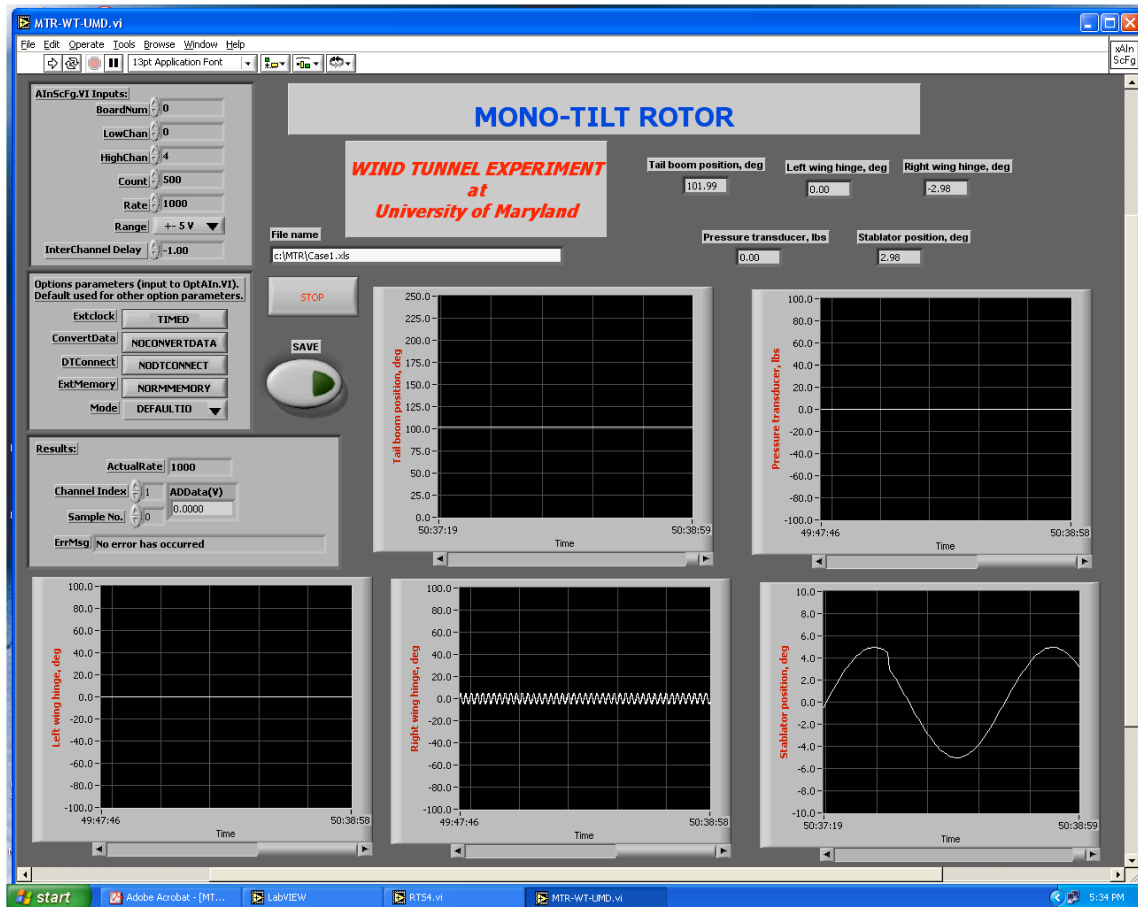 MTR-WT-UMD.vi
File Edit Operate Tools Browse Window Help
13pt Application Font
xAIn
ScFg
AInScFg.VI Inputs:
BoardNum 0
LowChan 0
HighChan 4
Count 500
Rate 1000
Range +- 5 V
InterChannel Delay -1.00
MONO-TILT ROTOR
WIND TUNNEL EXPERIMENT
at
University of Maryland
Tail boom position, deg
101.99
Left wing hinge, deg
0.00
Right wing hinge, deg
-2.98
Pressure transducer, lbs
0.00
Stablator position, deg
2.98
File name
c:\MTR\Case1.xls
Options parameters (input to OptAIn.VI).
Default used for other option parameters.
Extclock TIMED
ConvertData NOCONVERTDATA
DTConnect NODTCONNECT
ExtMemory NORMMEMORY
Mode DEFAULTIO
STOP
SAVE
Results:
ActualRate 1000
Channel Index 1
ADData(V)
0.0000
Sample No. 0
ErrMsg No error has occurred
Tail boom position, deg
250.0
225.0
200.0
175.0
150.0
125.0
100.0
75.0
50.0
25.0
0.0
50:37:19 50:38:59
Time
Pressure transducer, lbs
100.0
80.0
60.0
40.0
20.0
0.0
-20.0
-40.0
-60.0
-80.0
-100.0
49:47:46 50:38:58
Time
Left wing hinge, deg
100.0
80.0
60.0
40.0
20.0
0.0
-20.0
-40.0
-60.0
-80.0
-100.0
49:47:46 50:38:58
Time
Right wing hinge, deg
100.0
80.0
60.0
40.0
20.0
0.0
-20.0
-40.0
-60.0
-80.0
-100.0
49:47:46 50:38:58
Time
Stablator position, deg
10.0
8.0
6.0
4.0
2.0
0.0
-2.0
-4.0
-6.0
-8.0
-10.0
50:37:19 50:38:59
Time
start
Adobe Acrobat - [MT...
LabVIEW
RTS4.vi
MTR-WT-UMD.vi
5:34 PM